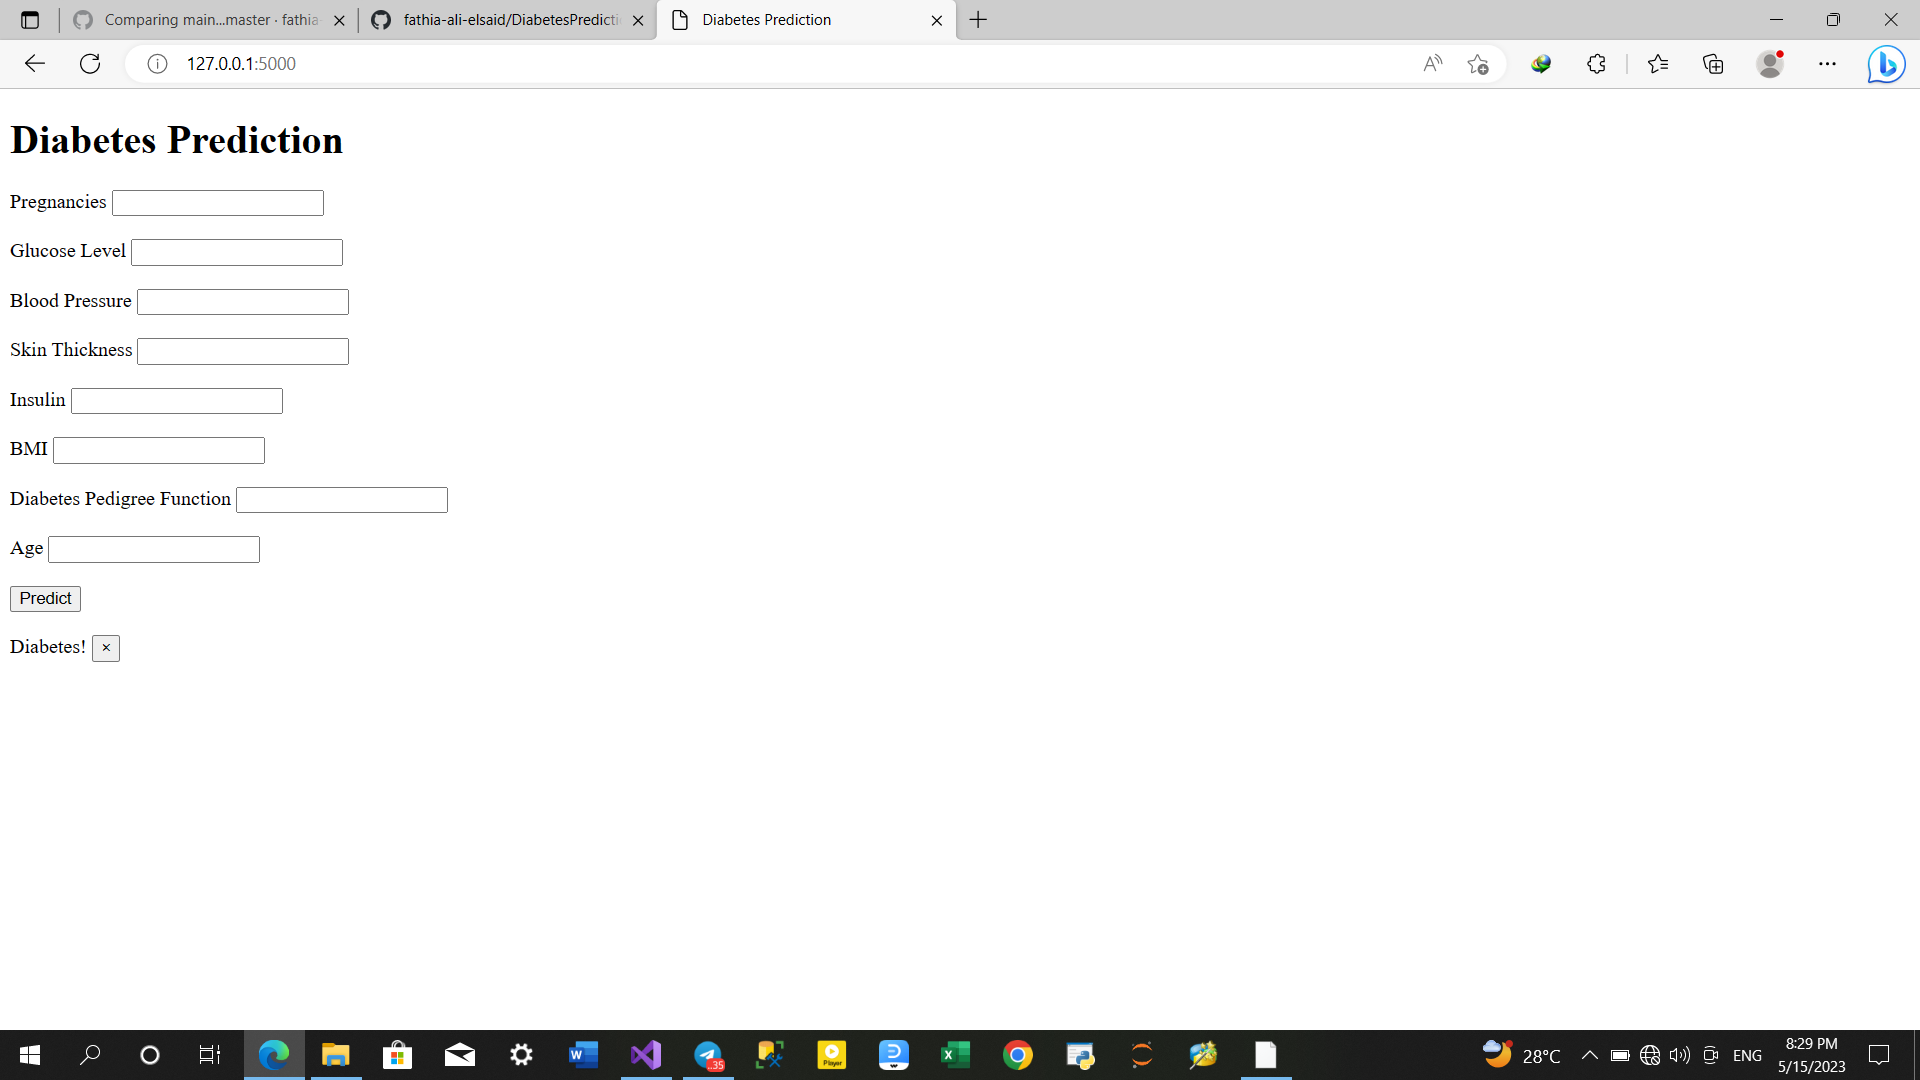 Comparing main...master · fathia-
fathia-ali-elsaid/DiabetesPredicti
Diabetes Prediction
127.0.0.1:5000
Diabetes Prediction
Pregnancies
Glucose Level
Blood Pressure
Skin Thickness
Insulin
BMI
Diabetes Pedigree Function
Age
Predict
Diabetes! ×
28°C
ENG
8:29 PM
5/15/2023